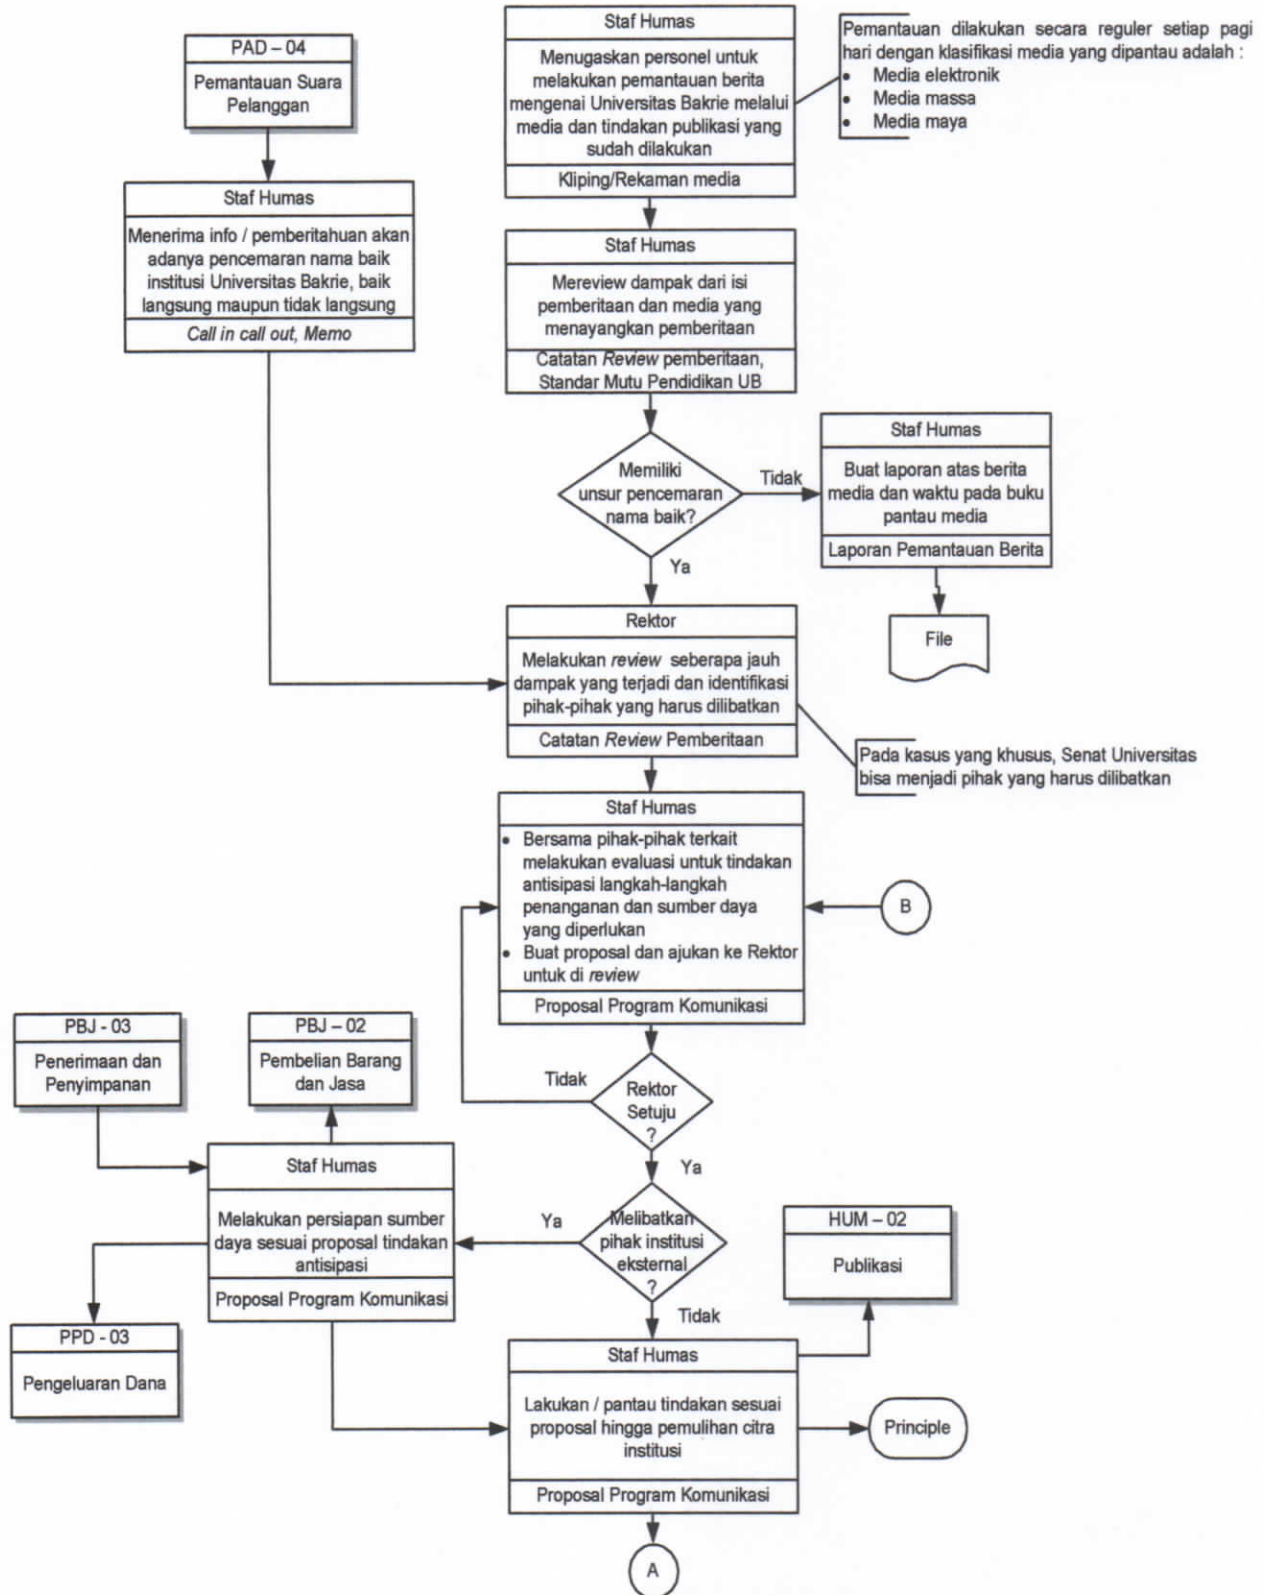 PAD – 04
Pemantauan Suara
Pelanggan
Staf Humas
Menerima info / pemberitahuan akan
adanya pencemaran nama baik
institusi Universitas Bakrie, baik
langsung maupun tidak langsung
Call in call out, Memo
Staf Humas
Menugaskan personel untuk
melakukan pemantauan berita
mengenai Universitas Bakrie melalui
media dan tindakan publikasi yang
sudah dilakukan
Kliping/Rekaman media
Pemantauan dilakukan secara reguler setiap pagi
hari dengan klasifikasi media yang dipantau adalah :
• Media elektronik
• Media massa
• Media maya
Staf Humas
Mereview dampak dari isi
pemberitaan dan media yang
menayangkan pemberitaan
Catatan Review pemberitaan,
Standar Mutu Pendidikan UB
Memiliki
unsur pencemaran
nama baik?
Tidak
Ya
Staf Humas
Buat laporan atas berita
media dan waktu pada buku
pantau media
Laporan Pemantauan Berita
File
Rektor
Melakukan review seberapa jauh
dampak yang terjadi dan identifikasi
pihak-pihak yang harus dilibatkan
Catatan Review Pemberitaan
Pada kasus yang khusus, Senat Universitas
bisa menjadi pihak yang harus dilibatkan
Staf Humas
• Bersama pihak-pihak terkait
melakukan evaluasi untuk tindakan
antisipasi langkah-langkah
penanganan dan sumber daya
yang diperlukan
• Buat proposal dan ajukan ke Rektor
untuk di review
Proposal Program Komunikasi
B
Rektor
Setuju
?
Tidak
Ya
PBJ - 03
Penerimaan dan
Penyimpanan
PBJ – 02
Pembelian Barang
dan Jasa
Staf Humas
Melakukan persiapan sumber
daya sesuai proposal tindakan
antisipasi
Proposal Program Komunikasi
Melibatkan
pihak institusi
eksternal
?
Ya
Tidak
HUM – 02
Publikasi
PPD - 03
Pengeluaran Dana
Staf Humas
Lakukan / pantau tindakan sesuai
proposal hingga pemulihan citra
institusi
Proposal Program Komunikasi
Principle
A